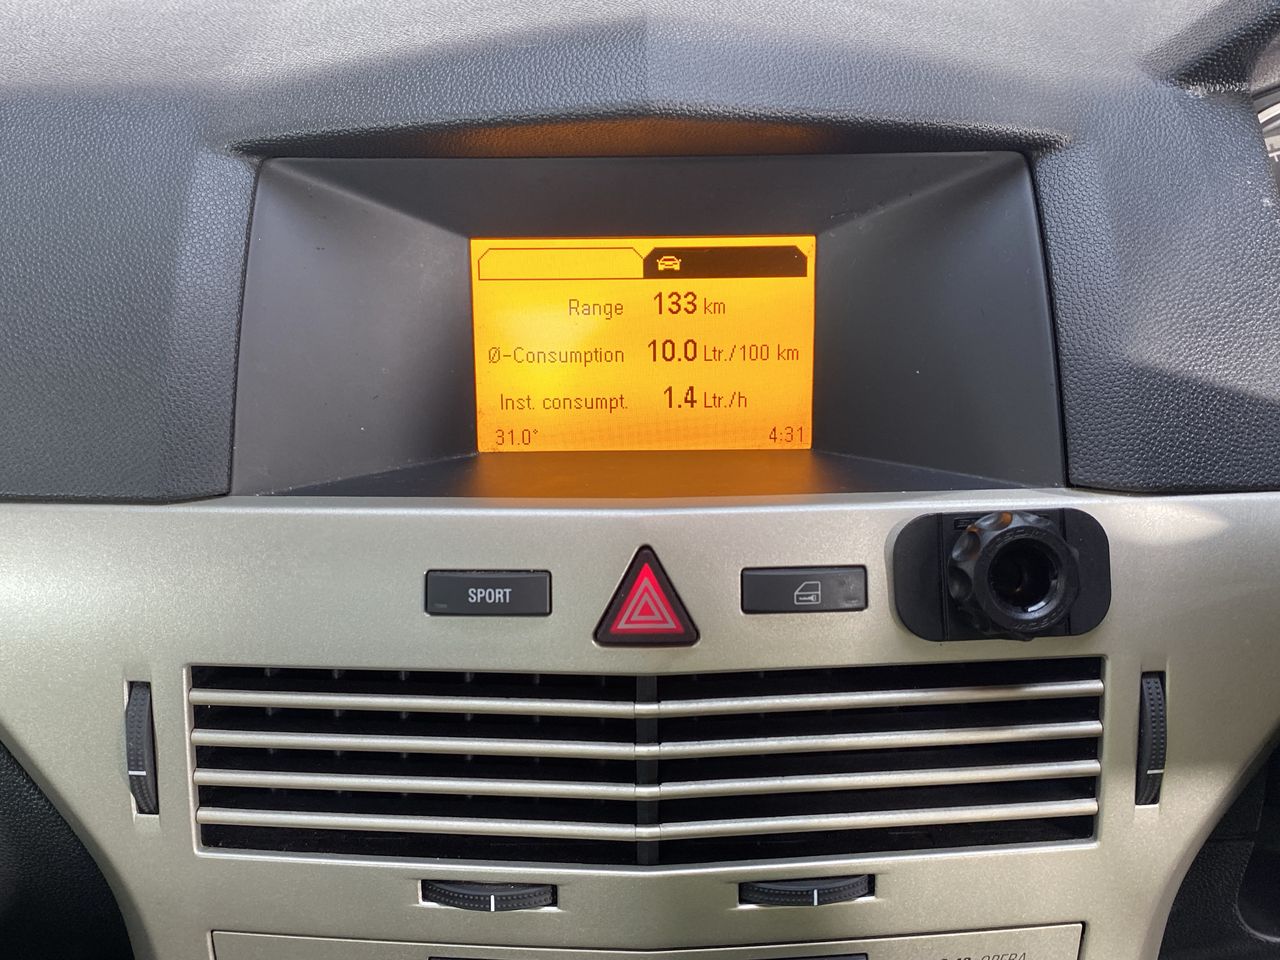 Range 133 km
Ø-Consumption 10.0 Ltr./100 km
Inst. consumpt. 1.4 Ltr./h
31.0° 4:31
SPORT
OPERA